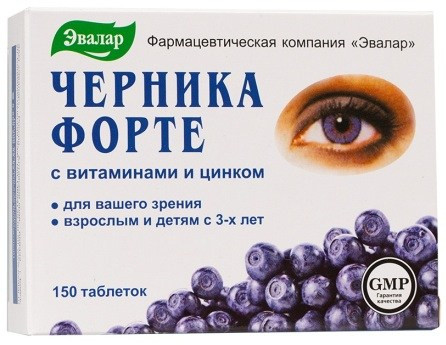 Эвалар
Фармацевтическая компания «Эвалар»
ЧЕРНИКА
ФОРТЕ
с витаминами и цинком
• для вашего зрения
• взрослым и детям с 3-х лет
150 таблеток
GMP
Гарантия
качества